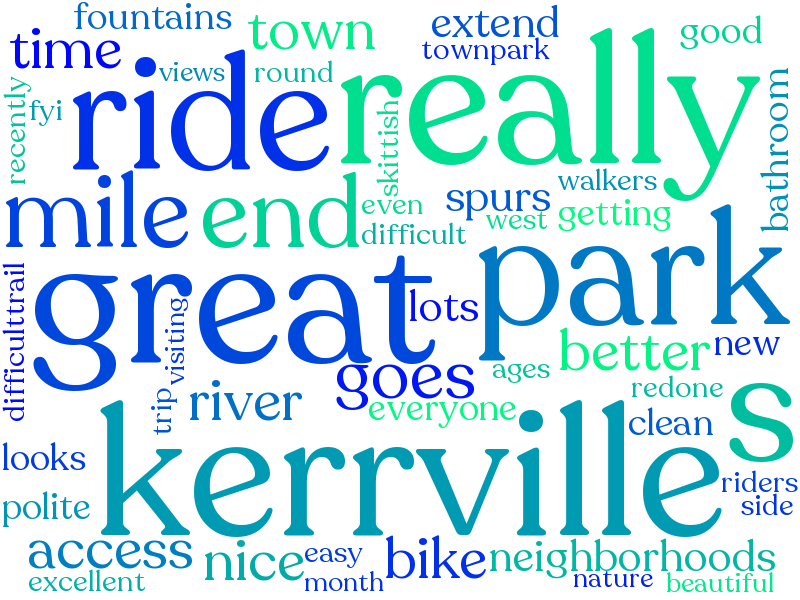 fountains
town
extend
good
time
views
round
townpark
really
ride
recently
fyi
skittish
bathroom
mile
end
even
difficult
spurs
west
walkers
getting
great
park
lots
difficulttrail
visiting
goes
ages
better
new
trip
river
everyone
redone
clean
s
looks
kerrville
polite
riders
side
access
nice
easy
month
bike
neighborhoods
excellent
nature
beautiful